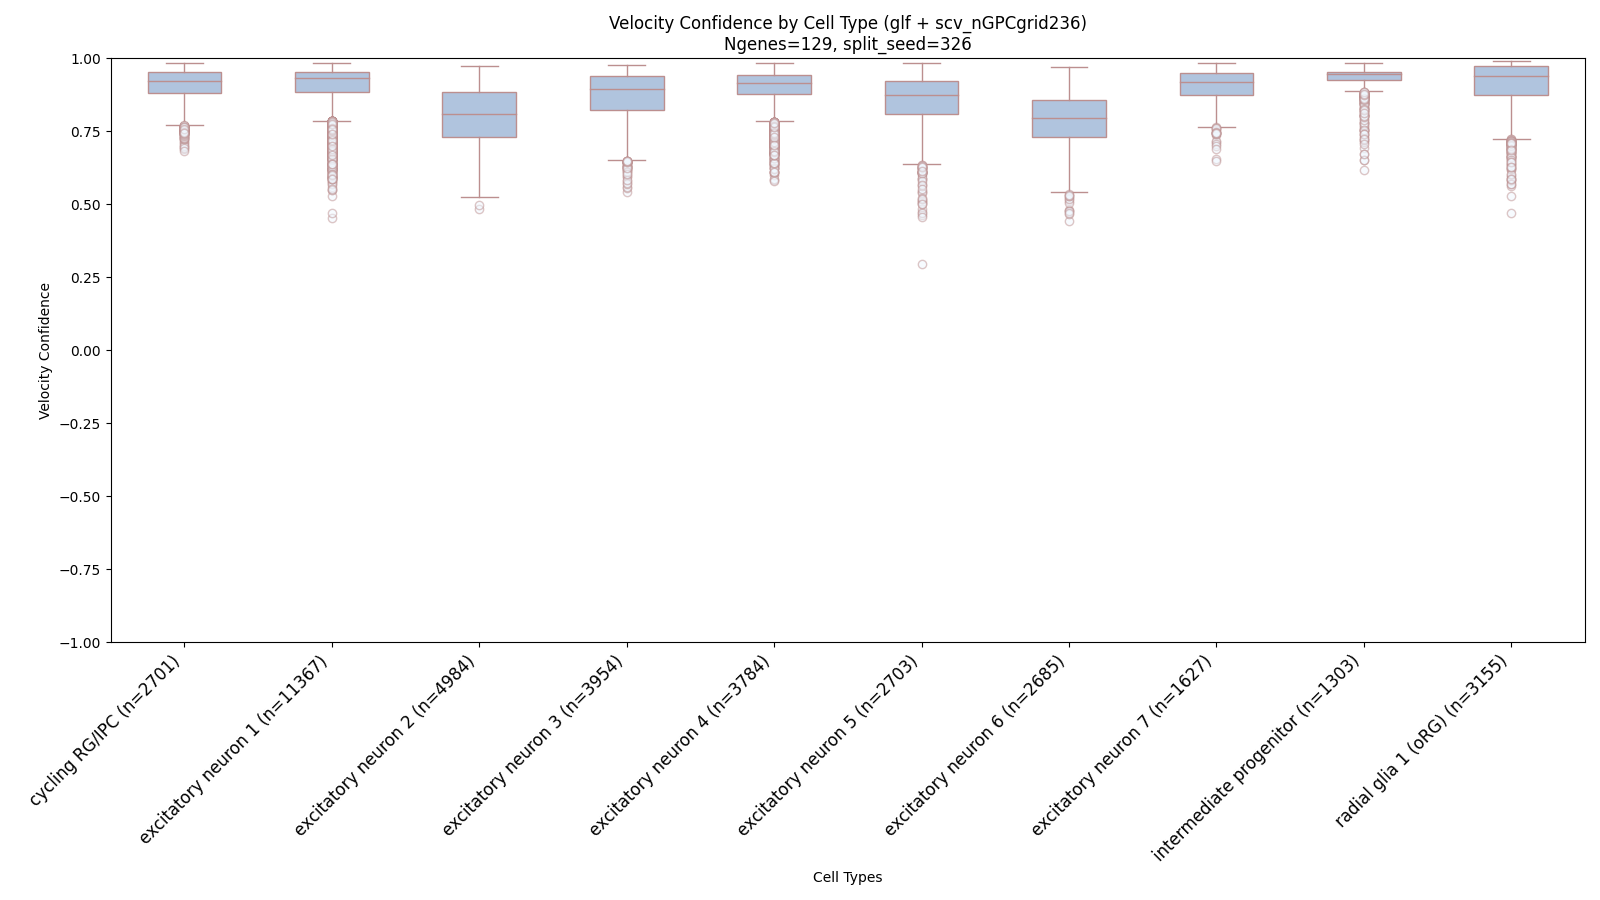 Velocity Confidence by Cell Type (glf + scv_nGPCgrid236)
Ngenes=129, split_seed=326
Velocity Confidence
1.00
0.75
0.50
0.25
0.00
−0.25
−0.50
−0.75
−1.00
cycling RG/IPC (n=2701)
excitatory neuron 1 (n=11367)
excitatory neuron 2 (n=4984)
excitatory neuron 3 (n=3954)
excitatory neuron 4 (n=3784)
excitatory neuron 5 (n=2703)
excitatory neuron 6 (n=2685)
excitatory neuron 7 (n=1627)
intermediate progenitor (n=1303)
radial glia 1 (oRG) (n=3155)
Cell Types